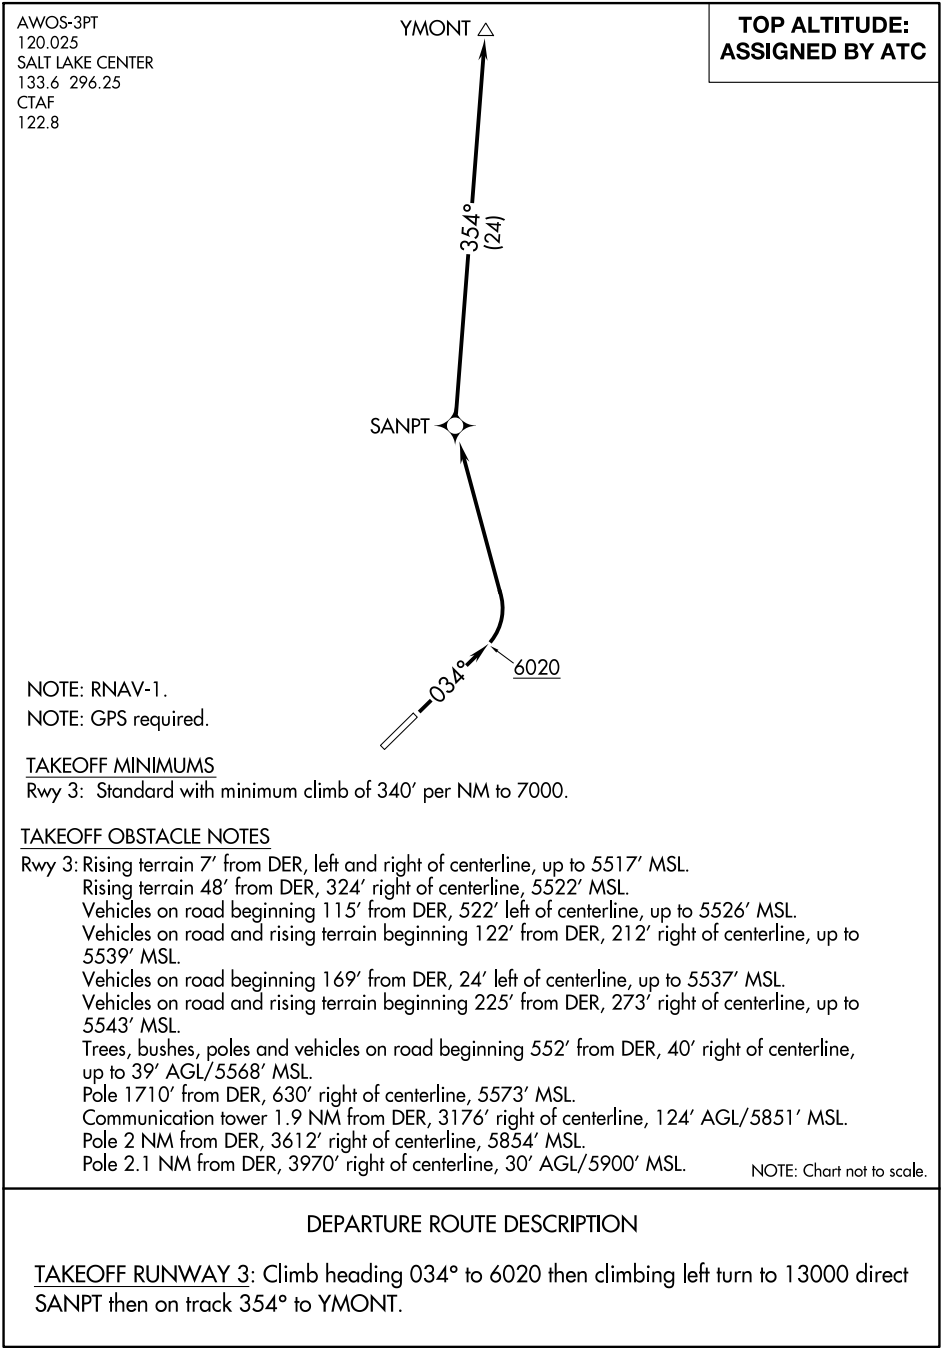 AWOS-3PT
120.025
SALT LAKE CENTER
133.6 296.25
CTAF
122.8
YMONT
TOP ALTITUDE:
ASSIGNED BY ATC
354°
(24)
SANPT
6020
034°
NOTE: RNAV-1.
NOTE: GPS required.
TAKEOFF MINIMUMS
Rwy 3: Standard with minimum climb of 340' per NM to 7000.
TAKEOFF OBSTACLE NOTES
Rwy 3: Rising terrain 7' from DER, left and right of centerline, up to 5517' MSL.
Rising terrain 48' from DER, 324' right of centerline, 5522' MSL.
Vehicles on road beginning 115' from DER, 522' left of centerline, up to 5526' MSL.
Vehicles on road and rising terrain beginning 122' from DER, 212' right of centerline, up to
5539' MSL.
Vehicles on road beginning 169' from DER, 24' left of centerline, up to 5537' MSL.
Vehicles on road and rising terrain beginning 225' from DER, 273' right of centerline, up to
5543' MSL.
Trees, bushes, poles and vehicles on road beginning 552' from DER, 40' right of centerline,
up to 39' AGL/5568' MSL.
Pole 1710' from DER, 630' right of centerline, 5573' MSL.
Communication tower 1.9 NM from DER, 3176' right of centerline, 124' AGL/5851' MSL.
Pole 2 NM from DER, 3612' right of centerline, 5854' MSL.
Pole 2.1 NM from DER, 3970' right of centerline, 30' AGL/5900' MSL.
NOTE: Chart not to scale.
DEPARTURE ROUTE DESCRIPTION
TAKEOFF RUNWAY 3: Climb heading 034° to 6020 then climbing left turn to 13000 direct
SANPT then on track 354° to YMONT.